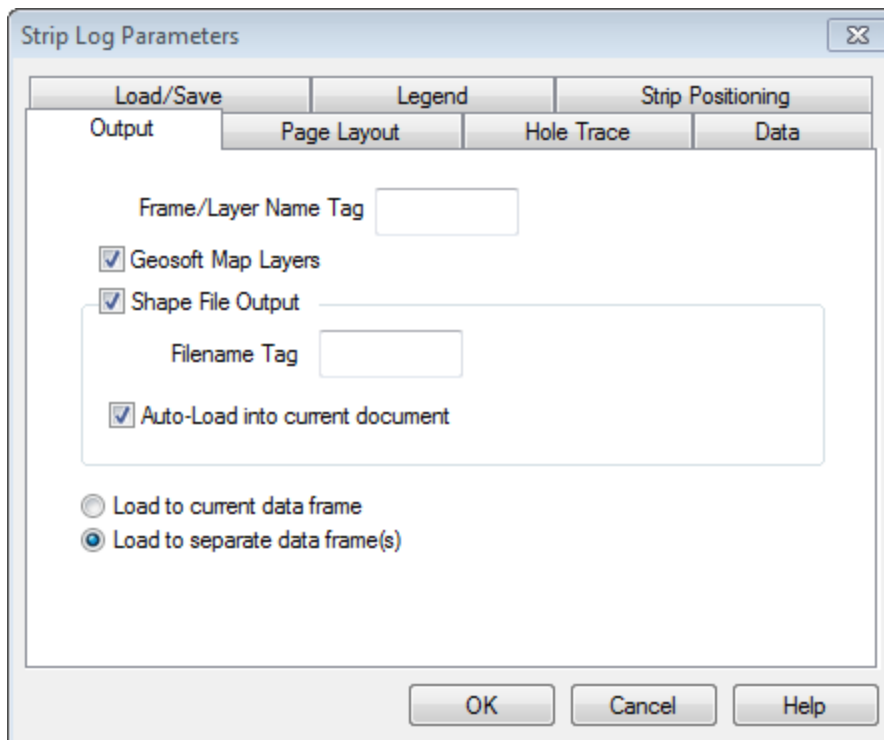 Strip Log Parameters
Load/Save Legend Strip Positioning
Output Page Layout Hole Trace Data
Frame/Layer Name Tag
Geosoft Map Layers
Shape File Output
Filename Tag
Auto-Load into current document
Load to current data frame
Load to separate data frame(s)
OK Cancel Help